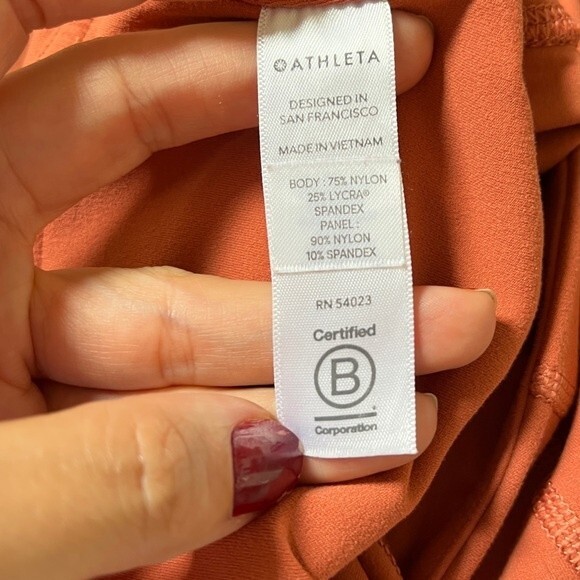 ATHLETA
DESIGNED IN
SAN FRANCISCO
MADE IN VIETNAM
BODY : 75% NYLON
25% LYCRA®
SPANDEX
PANEL :
90% NYLON
10% SPANDEX
RN 54023
Certified
B
®
Corporation